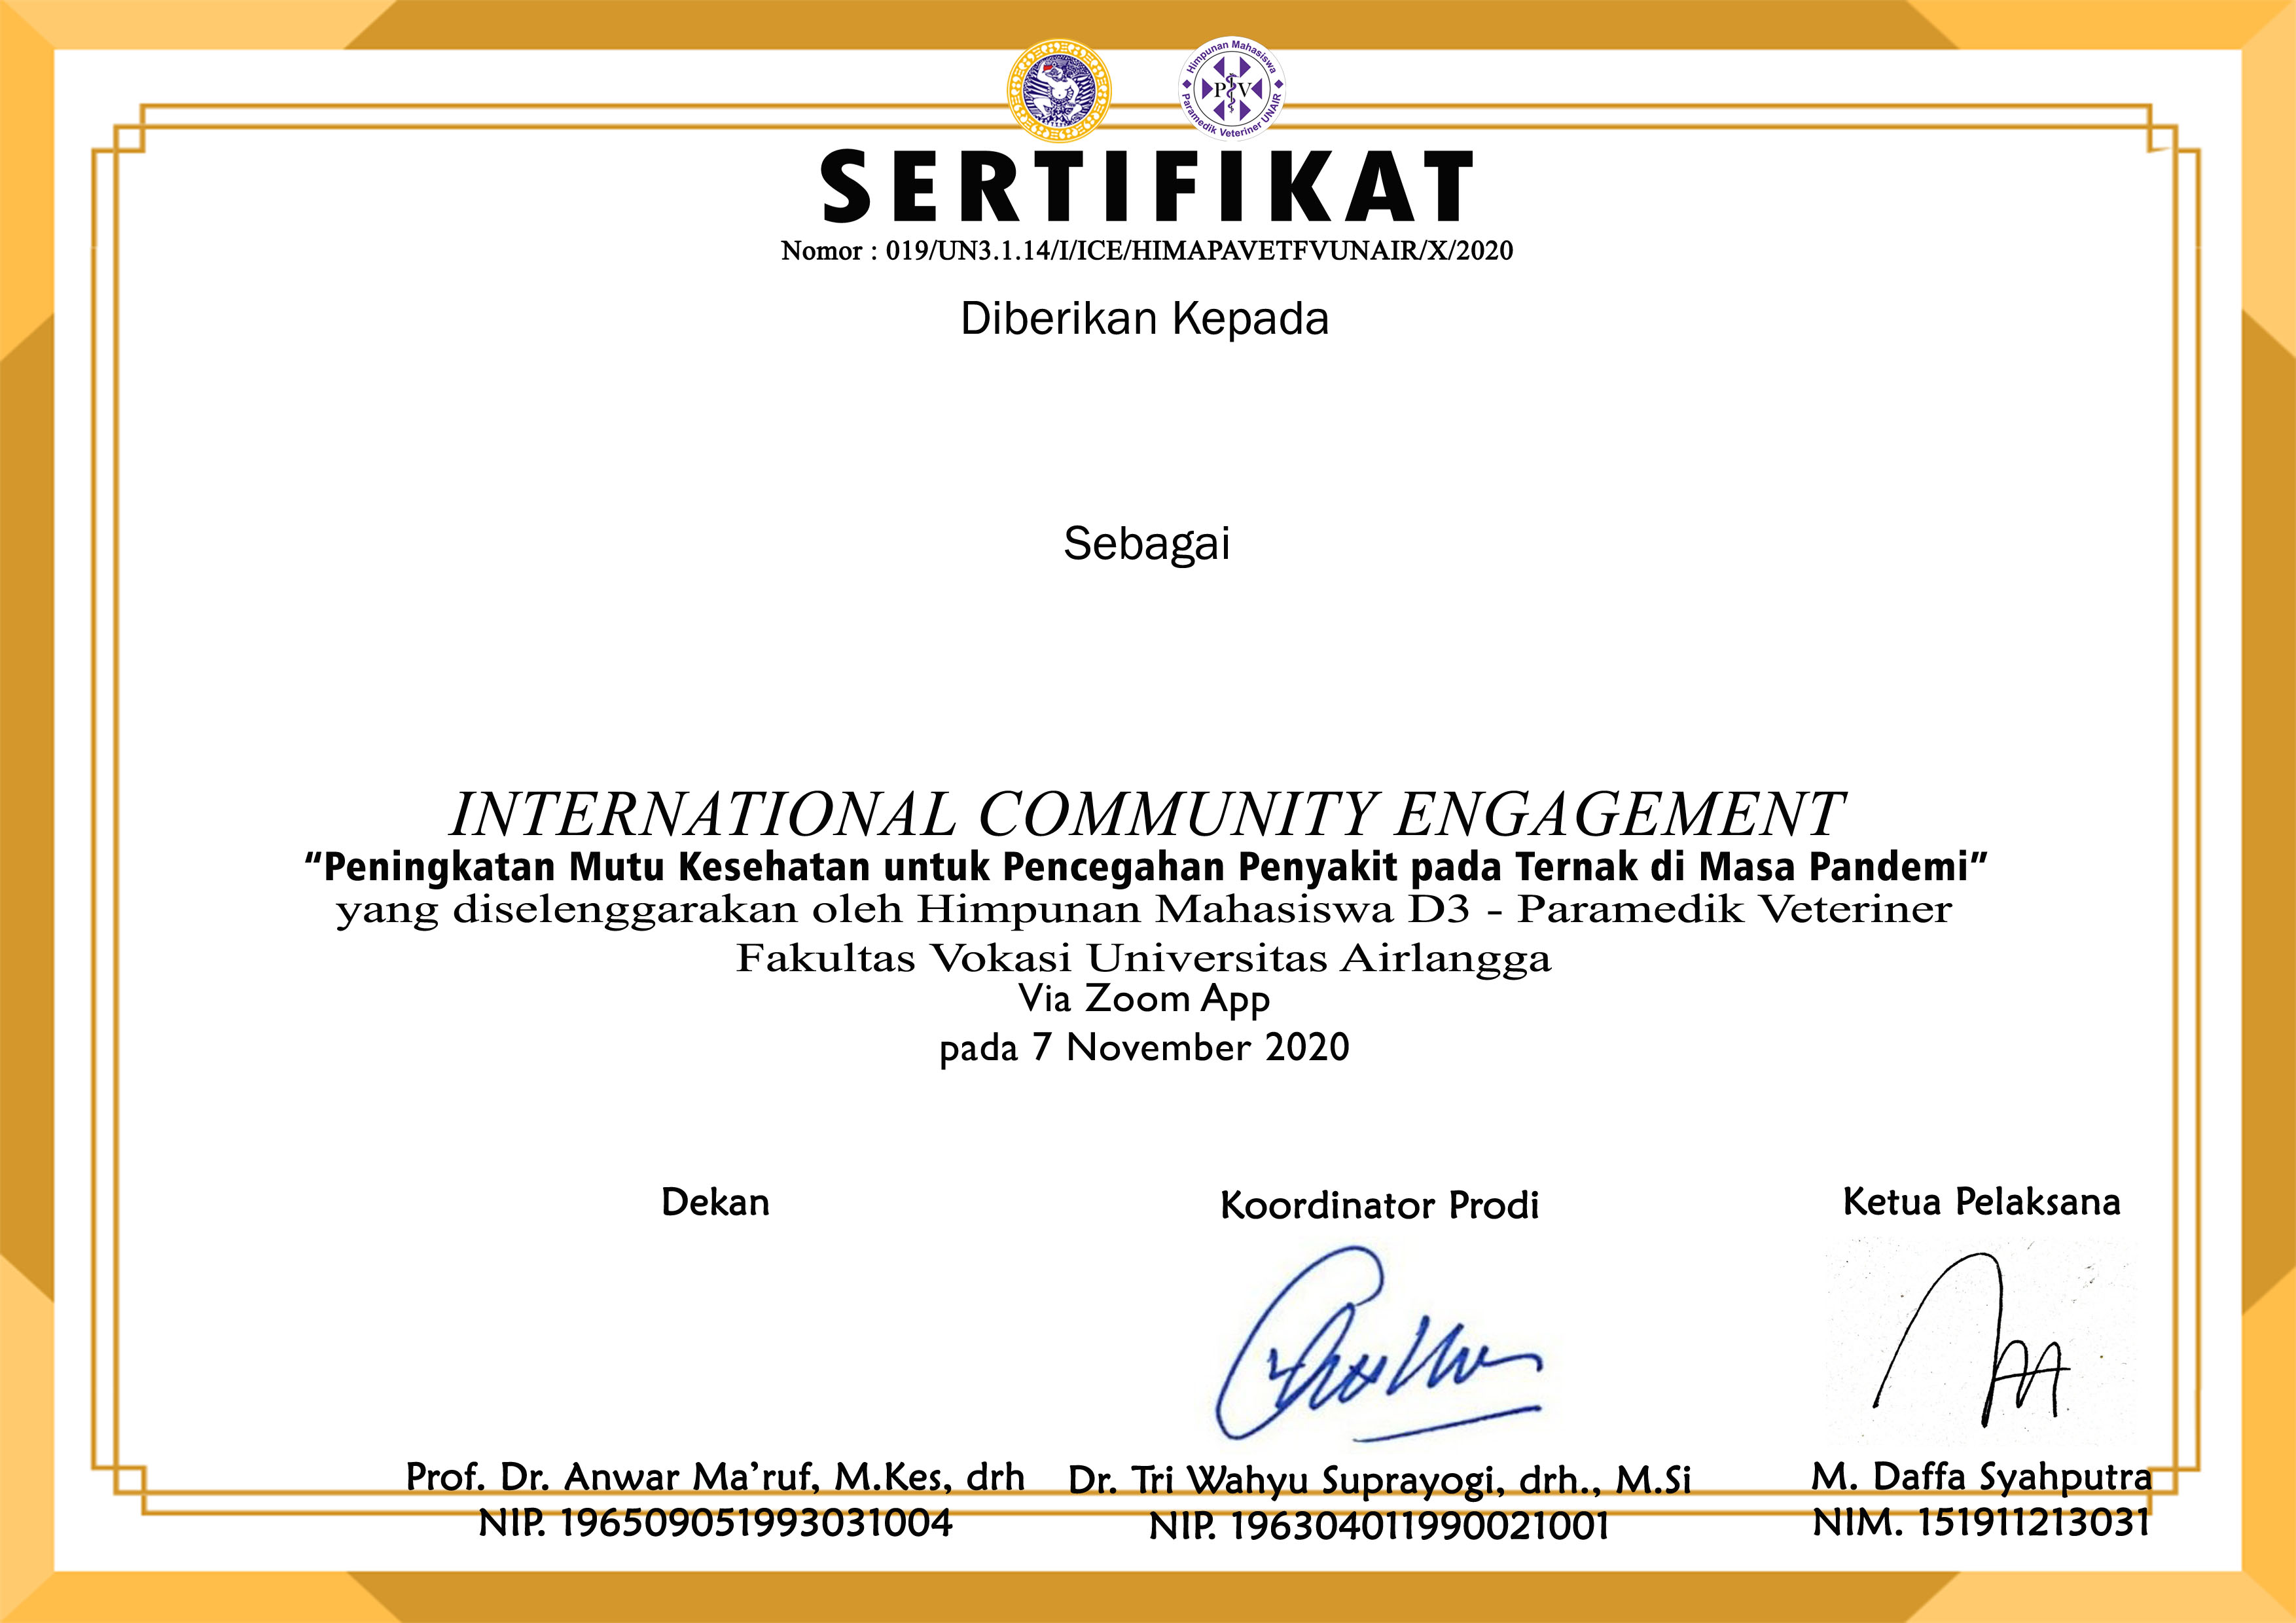 Himpunan Mahasiswa
PV
Paramedik Veteriner UNAIR
SERTIFIKAT
Nomor : 019/UN3.1.14/I/ICE/HIMAPAVETFVUNAIR/X/2020
Diberikan Kepada
Sebagai
INTERNATIONAL COMMUNITY ENGAGEMENT
“Peningkatan Mutu Kesehatan untuk Pencegahan Penyakit pada Ternak di Masa Pandemi”
yang diselenggarakan oleh Himpunan Mahasiswa D3 - Paramedik Veteriner
Fakultas Vokasi Universitas Airlangga
Via Zoom App
pada 7 November 2020
Dekan
Koordinator Prodi
Ketua Pelaksana
Prof. Dr. Anwar Ma’ruf, M.Kes, drh
NIP. 196509051993031004
Dr. Tri Wahyu Suprayogi, drh., M.Si
NIP. 196304011990021001
M. Daffa Syahputra
NIM. 151911213031